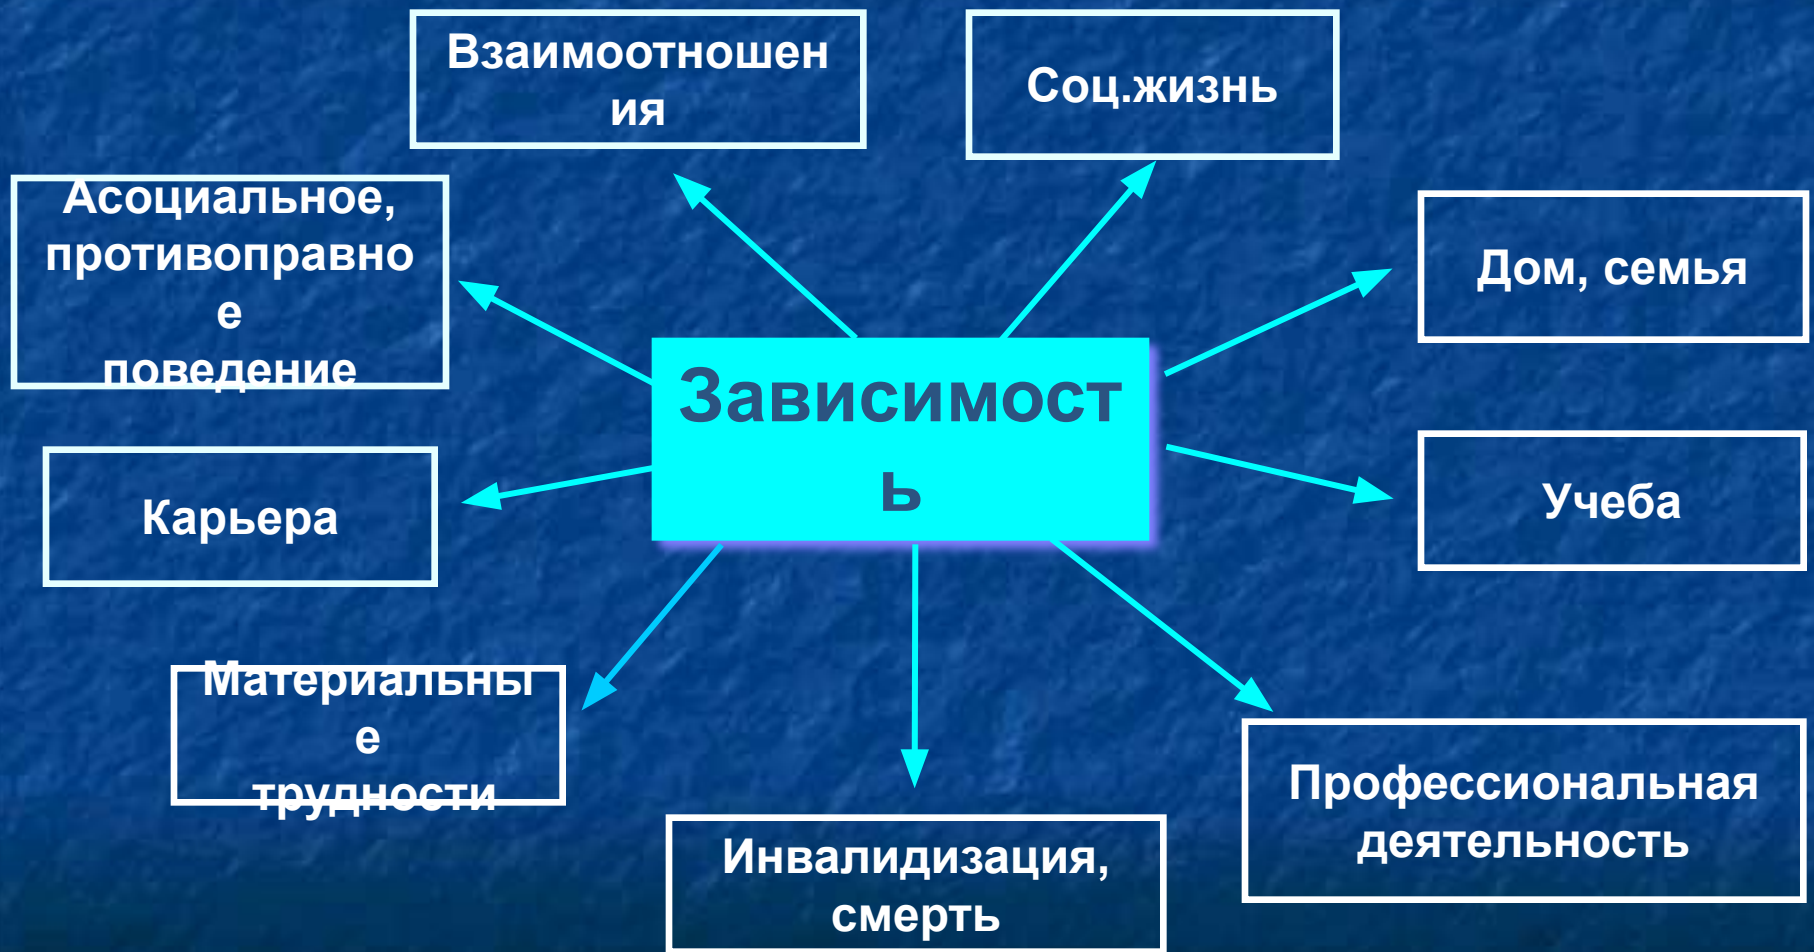 Взаимоотношен
ия
Соц.жизнь
Асоциальное,
противоправно
е
поведение
Дом, семья
Зависимост
ь
Карьера
Учеба
Материальны
е
трудности
Профессиональная
деятельность
Инвалидизация,
смерть